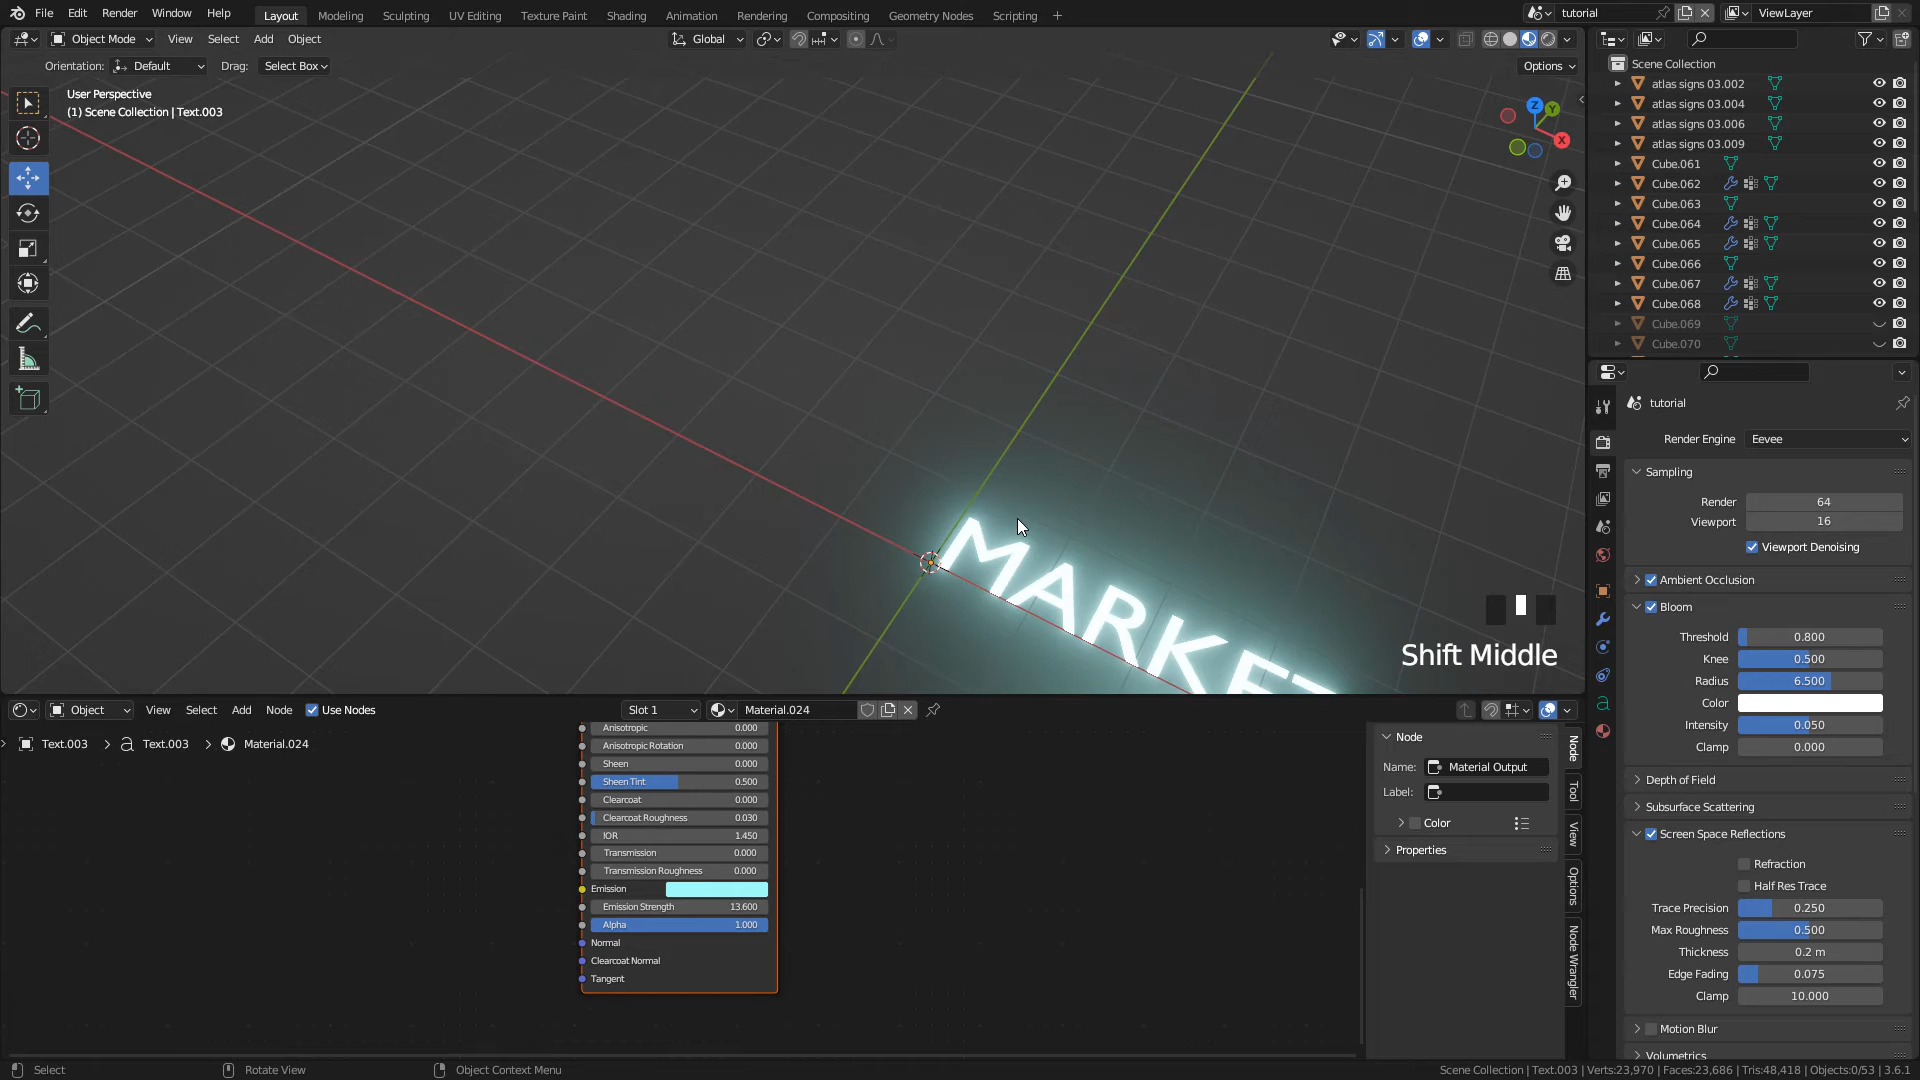 File Edit Render Window Help Layout Modeling Sculpting UV Editing Texture Paint Shading Animation Rendering Compositing Geometry Nodes Scripting + tutorial ViewLayer
Object Mode View Select Add Object Global
Orientation: Default Drag: Select Box Options
User Perspective
(1) Scene Collection | Text.003
Z Y X
MARKET
Shift Middle
Scene Collection
atlas signs 03.002
atlas signs 03.004
atlas signs 03.006
atlas signs 03.009
Cube.061
Cube.062
Cube.063
Cube.064
Cube.065
Cube.066
Cube.067
Cube.068
Cube.069
Cube.070
tutorial
Render Engine Eevee
Sampling
Render 64
Viewport 16
Viewport Denoising
Ambient Occlusion
Bloom
Threshold 0.800
Knee 0.500
Radius 6.500
Color
Intensity 0.050
Clamp 0.000
Depth of Field
Subsurface Scattering
Screen Space Reflections
Refraction
Half Res Trace
Trace Precision 0.250
Max Roughness 0.500
Thickness 0.2 m
Edge Fading 0.075
Clamp 10.000
Motion Blur
Volumetrics
Object View Select Add Node Use Nodes Slot 1 Material.024
Text.003 > Text.003 > Material.024
Anisotropic 0.000
Anisotropic Rotation 0.000
Sheen 0.000
Sheen Tint 0.500
Clearcoat 0.000
Clearcoat Roughness 0.030
IOR 1.450
Transmission 0.000
Transmission Roughness 0.000
Emission
Emission Strength 13.600
Alpha 1.000
Normal
Clearcoat Normal
Tangent
Node
Name: Material Output
Label:
Color
Properties
Node
Tool
View
Options
Node Wrangler
Select Rotate View Object Context Menu Scene Collection | Text.003 | Verts:23,970 | Faces:23,686 | Tris:48,418 | Objects:0/53 | 3.6.1